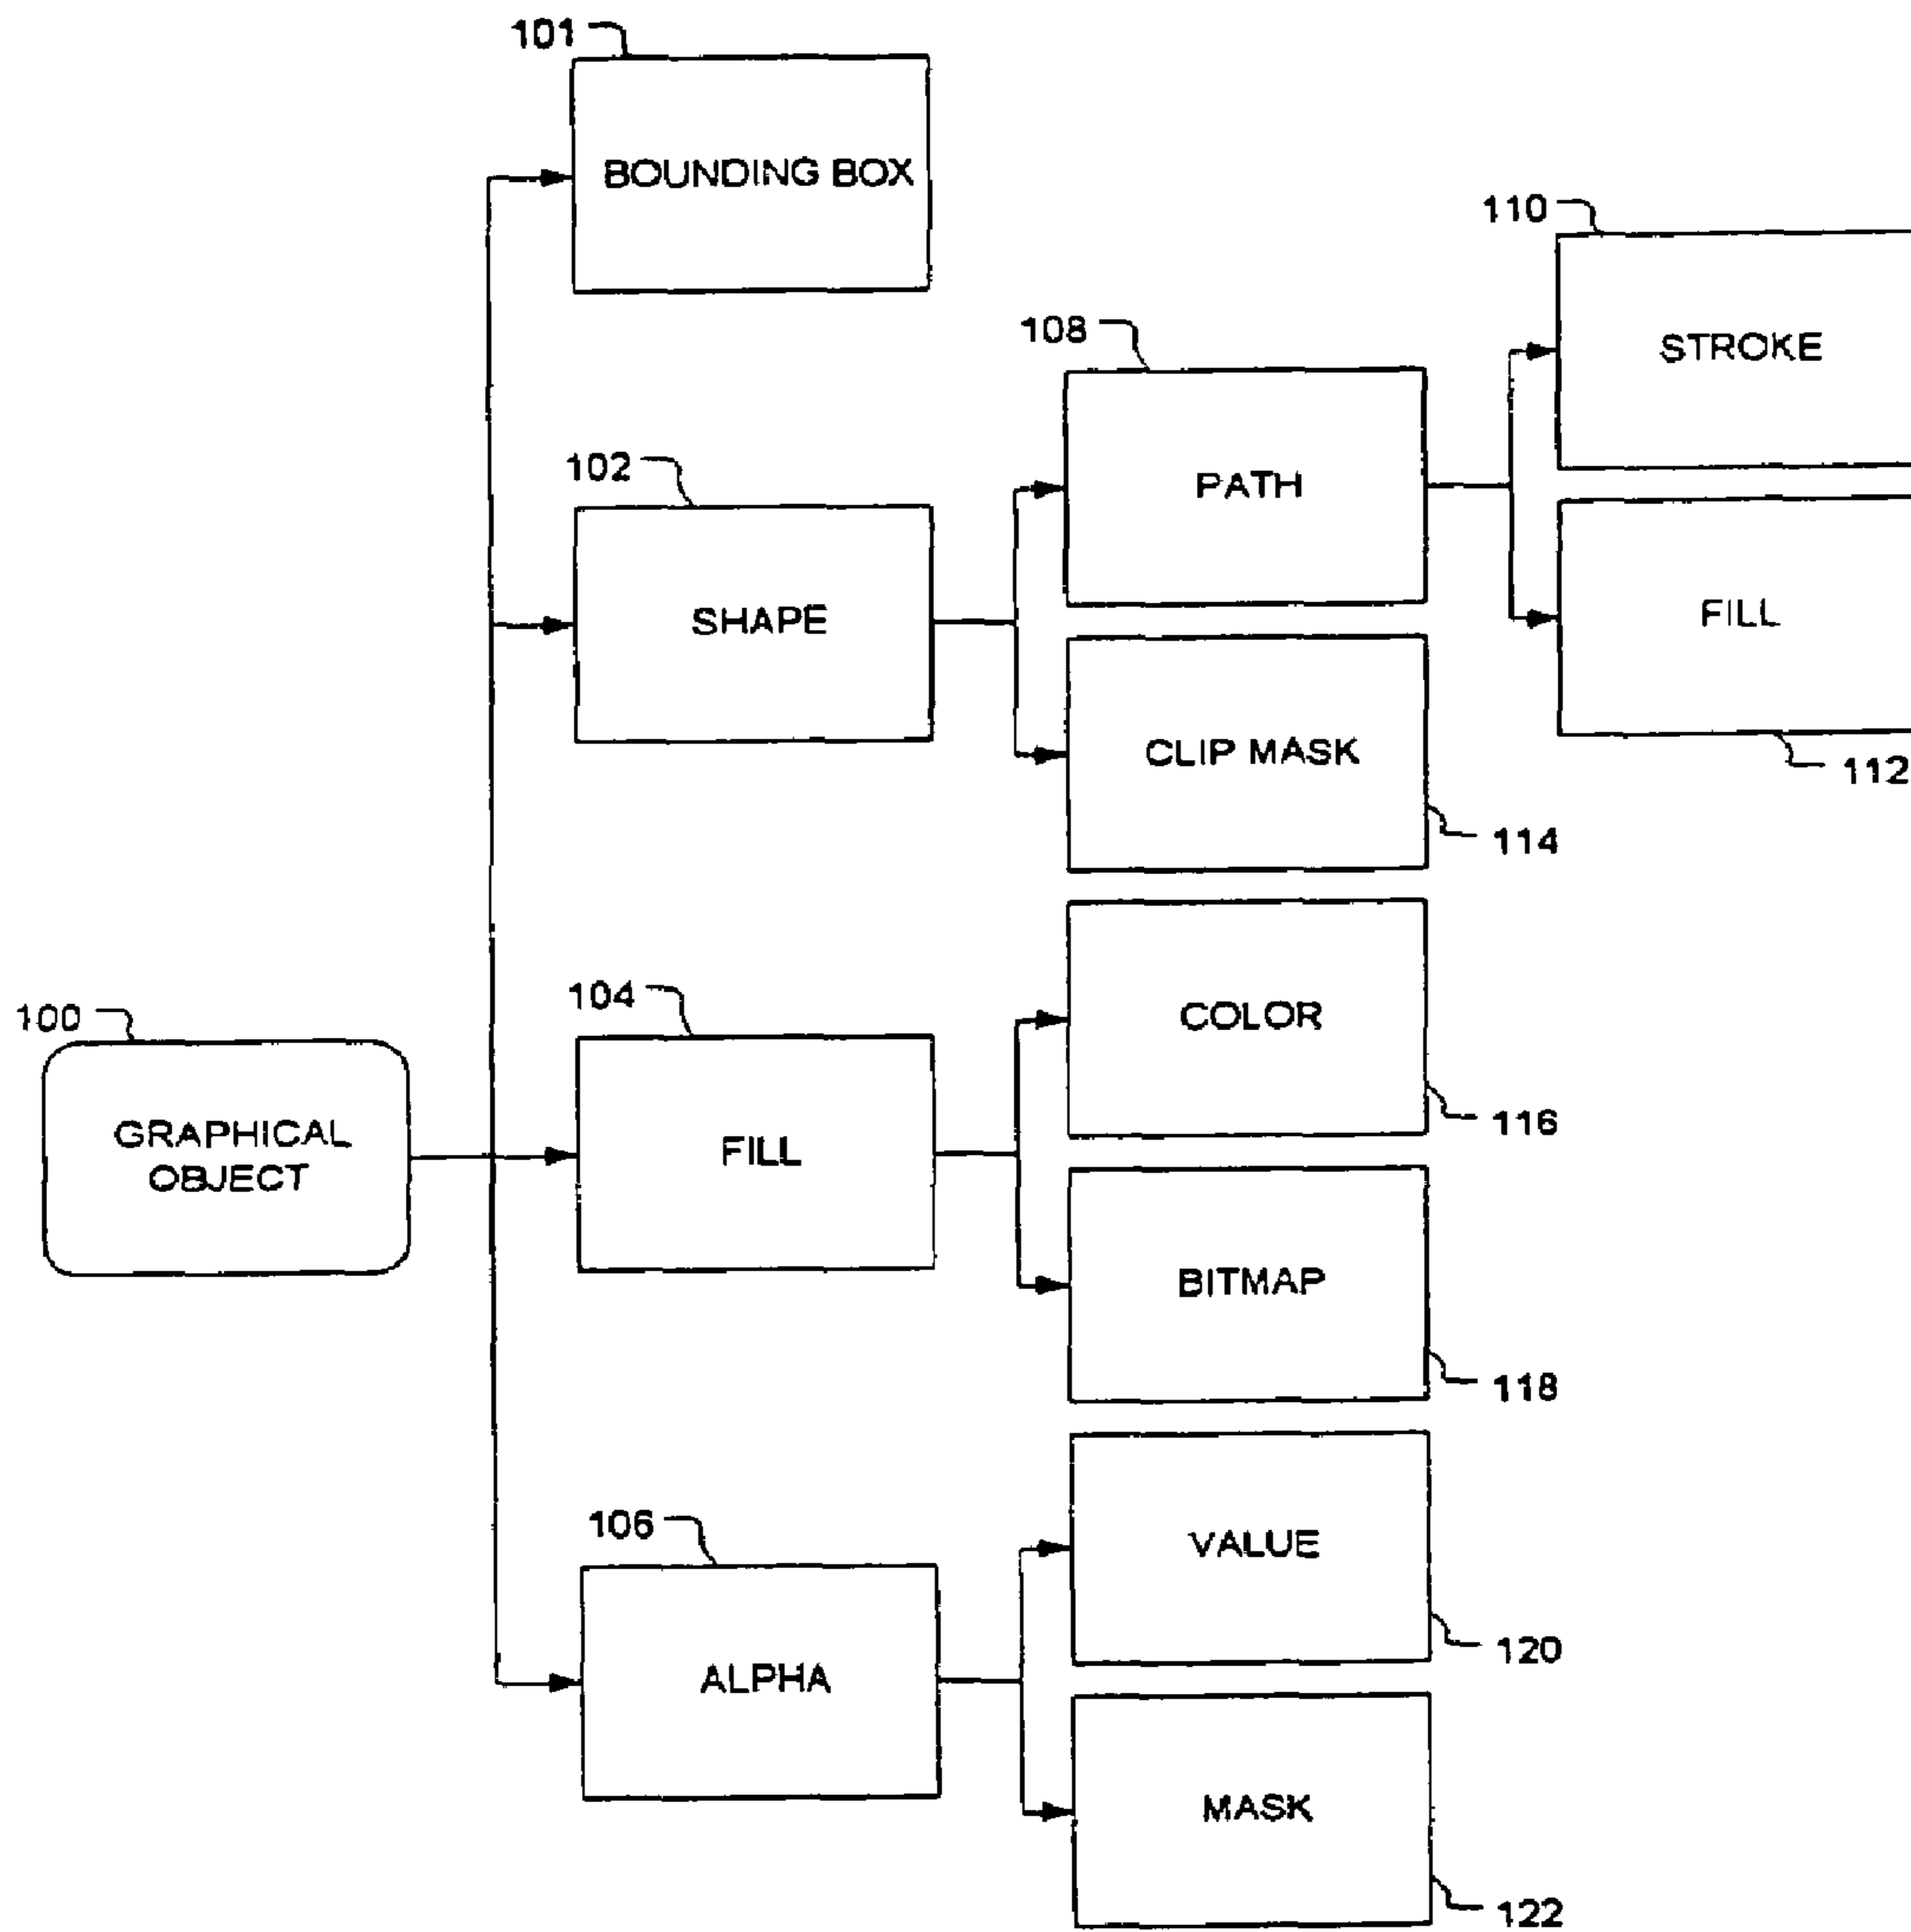 101
BOUNDING BOX
110
STROKE
108
PATH
102
SHAPE
FILL
112
CLIP MASK
114
104
COLOR
116
100
GRAPHICAL
OBJECT
FILL
BITMAP
118
106
VALUE
120
ALPHA
MASK
122